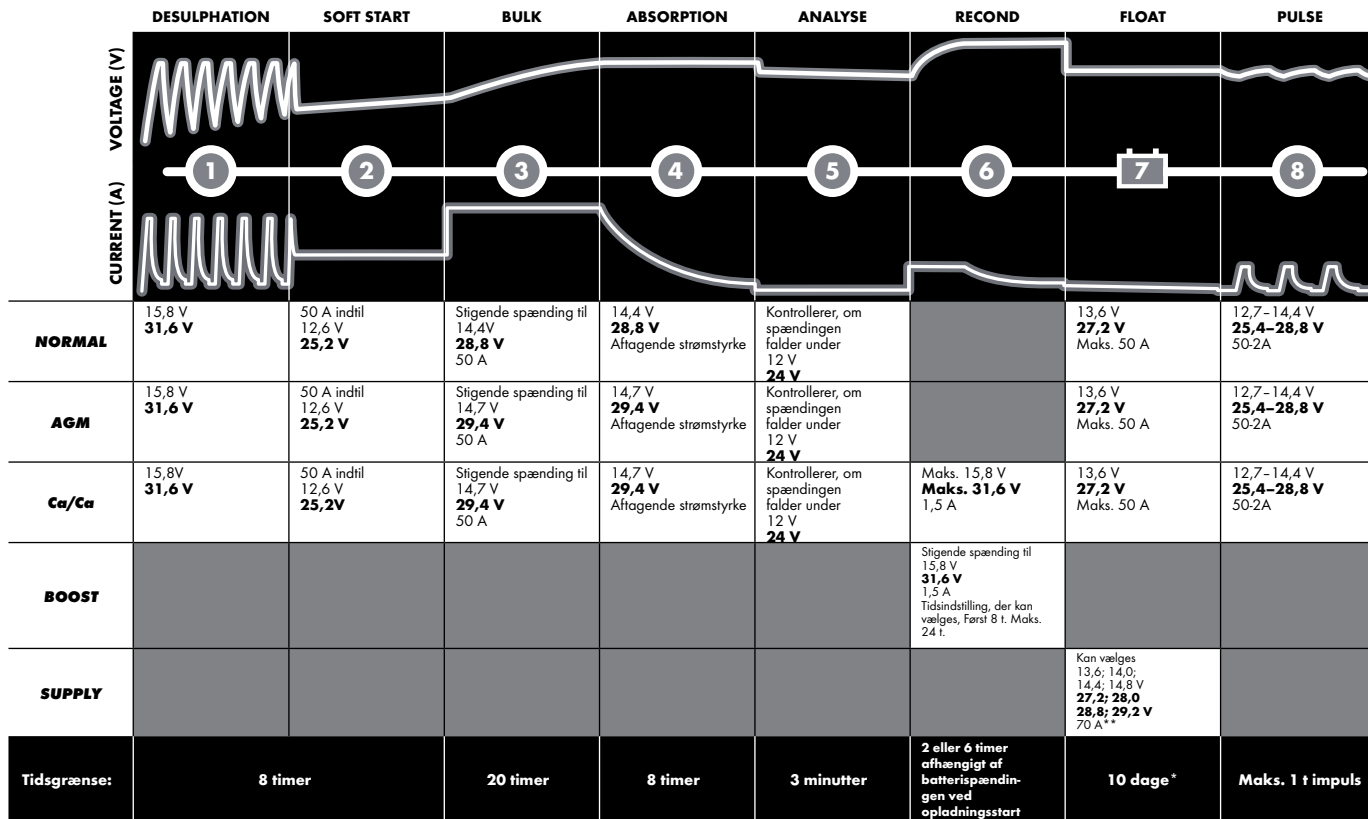 DESULPHATION SOFT START BULK ABSORPTION ANALYSE RECOND FLOAT PULSE
VOLTAGE (V)
1 2 3 4 5 6 7 8
CURRENT (A)
NORMAL
15,8 V
31,6 V
50 A indtil
12,6 V
25,2 V
Stigende spænding til
14,4V
28,8 V
50 A
14,4 V
28,8 V
Aftagende strømstyrke
Kontrollerer, om
spændingen
falder under
12 V
24 V
13,6 V
27,2 V
Maks. 50 A
12,7–14,4 V
25,4–28,8 V
50-2A
AGM
15,8 V
31,6 V
50 A indtil
12,6 V
25,2 V
Stigende spænding til
14,7 V
29,4 V
50 A
14,7 V
29,4 V
Aftagende strømstyrke
Kontrollerer, om
spændingen
falder under
12 V
24 V
13,6 V
27,2 V
Maks. 50 A
12,7–14,4 V
25,4–28,8 V
50-2A
Ca/Ca
15,8V
31,6 V
50 A indtil
12,6 V
25,2V
Stigende spænding til
14,7 V
29,4 V
50 A
14,7 V
29,4 V
Aftagende strømstyrke
Kontrollerer, om
spændingen
falder under
12 V
24 V
Maks. 15,8 V
Maks. 31,6 V
1,5 A
13,6 V
27,2 V
Maks. 50 A
12,7–14,4 V
25,4–28,8 V
50-2A
BOOST
Stigende spænding til
15,8 V
31,6 V
1,5 A
Tidsindstilling, der kan
vælges, Først 8 t. Maks.
24 t.
SUPPLY
Kan vælges
13,6; 14,0;
14,4; 14,8 V
27,2; 28,0
28,8; 29,2 V
70 A**
Tidsgrænse:
8 timer
20 timer
8 timer
3 minutter
2 eller 6 timer
afhængigt af
batterispændin-
gen ved
opladningsstart
10 dage*
Maks. 1 t impuls